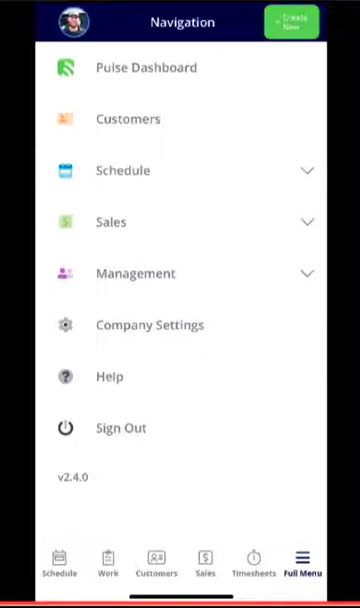 Navigation
+ Create
New
Pulse Dashboard
Customers
Schedule
Sales
Management
Company Settings
Help
Sign Out
v2.4.0
Schedule Work Customers Sales Timesheets Full Menu